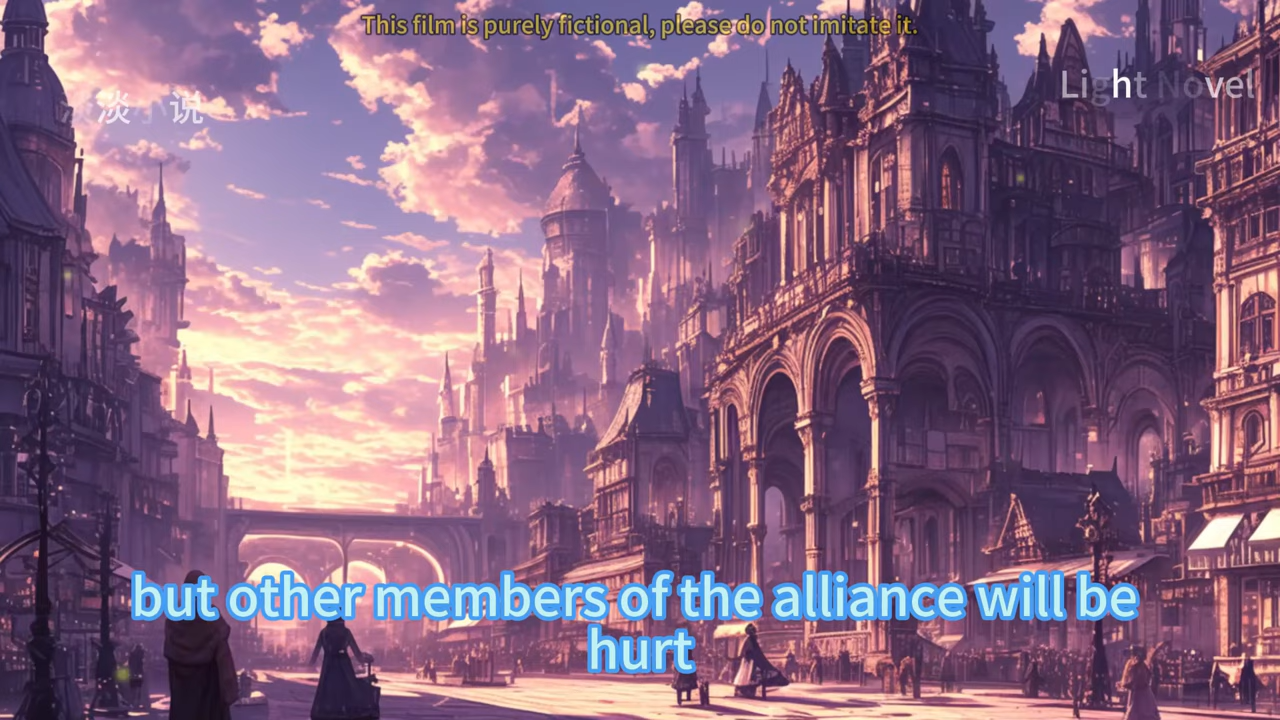 This film is purely fictional, please do not imitate it.
Light Novel
淡小说
but other members of the alliance will be
hurt